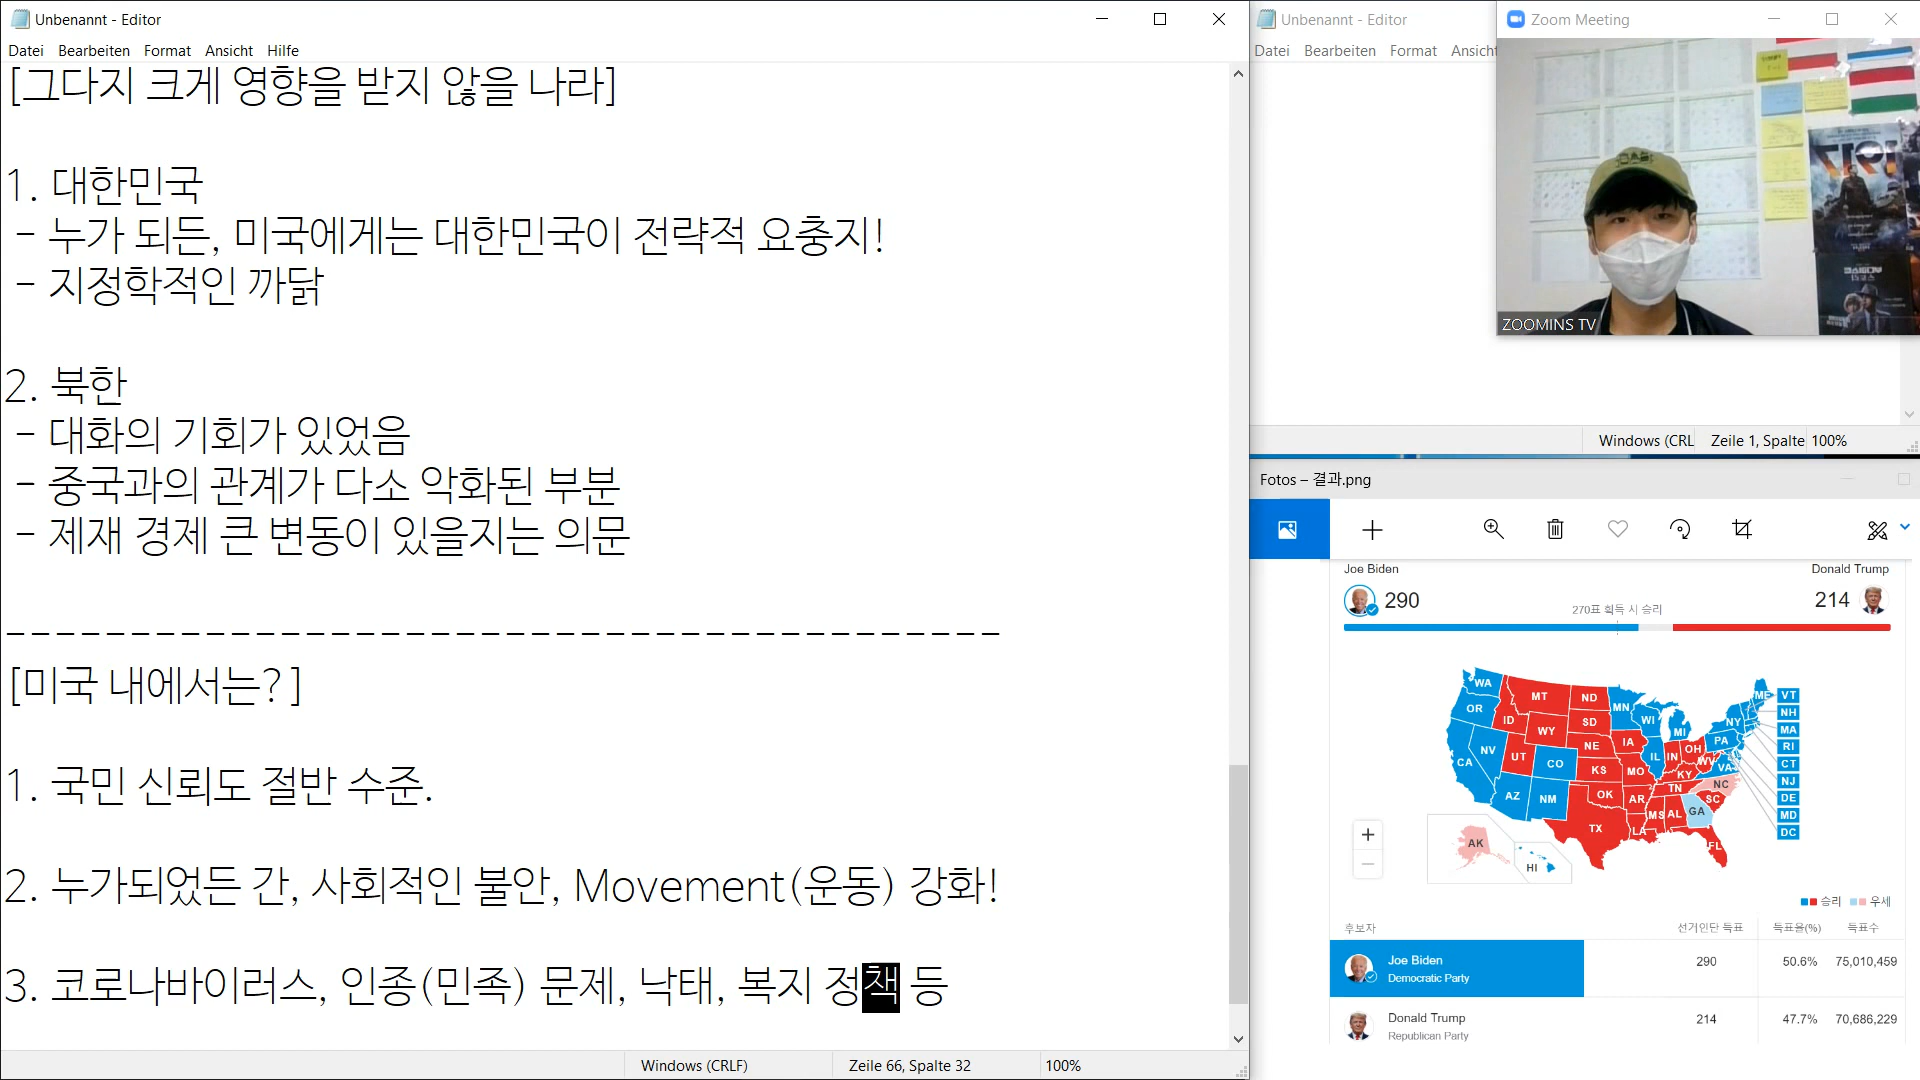 Unbenannt - Editor
Datei Bearbeiten Format Ansicht Hilfe
[그다지 크게 영향을 받지 않을 나라]
1. 대한민국
- 누가 되든, 미국에게는 대한민국이 전략적 요충지!
- 지정학적인 까닭
2. 북한
- 대화의 기회가 있었음
- 중국과의 관계가 다소 악화된 부분
- 제재 경제 큰 변동이 있을지는 의문
----------------------------------------
[미국 내에서는?]
1. 국민 신뢰도 절반 수준.
2. 누가되었든 간, 사회적인 불안, Movement(운동) 강화!
3. 코로나바이러스, 인종(민족) 문제, 낙태, 복지 정책 등
Windows (CRLF) Zeile 66, Spalte 32 100%
Unbenannt - Editor
Datei Bearbeiten Format Ansicht
Zoom Meeting
ZOOMINS TV
Windows (CRL Zeile 1, Spalte 100%
Fotos – 결과.png
Joe Biden Donald Trump
290 270표 획득 시 승리 214
WA
OR
CA
NV
ID
MT
WY
UT
AZ
CO
NM
ND
SD
NE
KS
OK
TX
MN
IA
MO
AR
LA
WI
IL
MI
IN
OH
KY
TN
MS
AL
GA
FL
SC
NC
VA
WV
PA
NY
ME
VT
NH
MA
RI
CT
NJ
DE
MD
DC
AK
HI
승리 우세
후보자 선거인단 득표 득표율(%) 득표수
Joe Biden 290 50.6% 75,010,459
Democratic Party
Donald Trump 214 47.7% 70,686,229
Republican Party